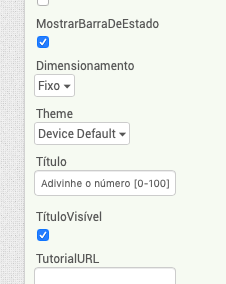 MostrarBarraDeEstado
Dimensionamento
Fixo
Theme
Device Default
Título
Adivinhe o número [0-100]
TítuloVisível
TutorialURL